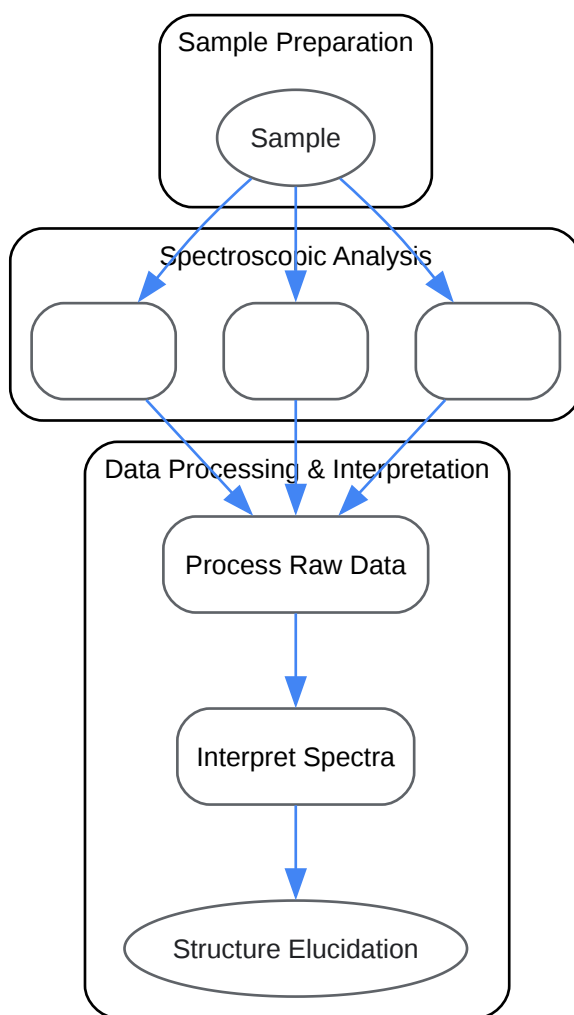 Sample Preparation
Sample
Spectroscopic Analysis
Data Processing & Interpretation
Process Raw Data
Interpret Spectra
Structure Elucidation